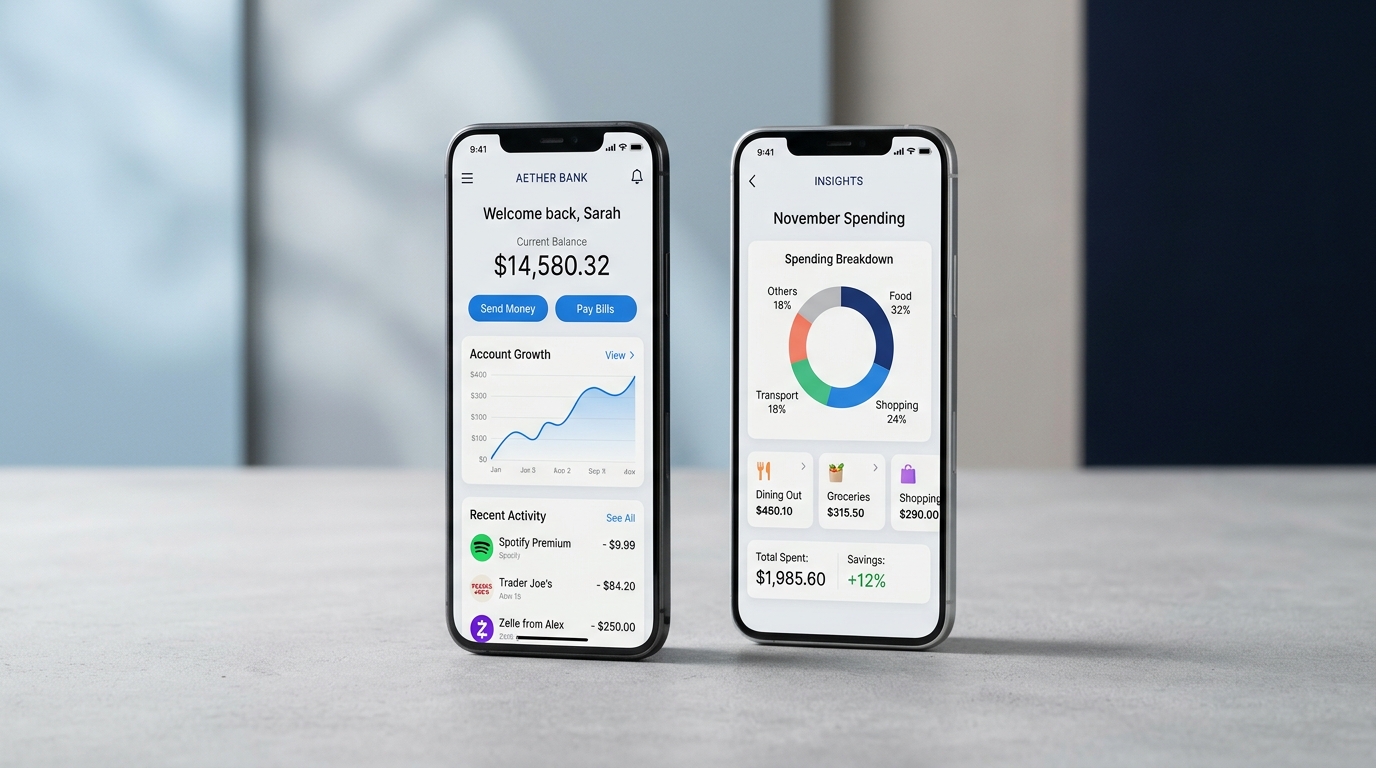 9:41
AETHER BANK
Welcome back, Sarah
Current Balance
$14,580.32
Send Money
Pay Bills
Account Growth
View
$400
$300
$100
$100
$0
Jan
Sep
Recent Activity
See All
Spotify Premium
- $9.99
Trader Joe's
- $84.20
Zelle from Alex
- $250.00
9:41
INSIGHTS
November Spending
Spending Breakdown
Others
18%
Food
32%
Transport
18%
Shopping
24%
Dining Out
$450.10
Groceries
$315.50
Shopping
$290.00
Total Spent:
$1,985.60
Savings:
+12%